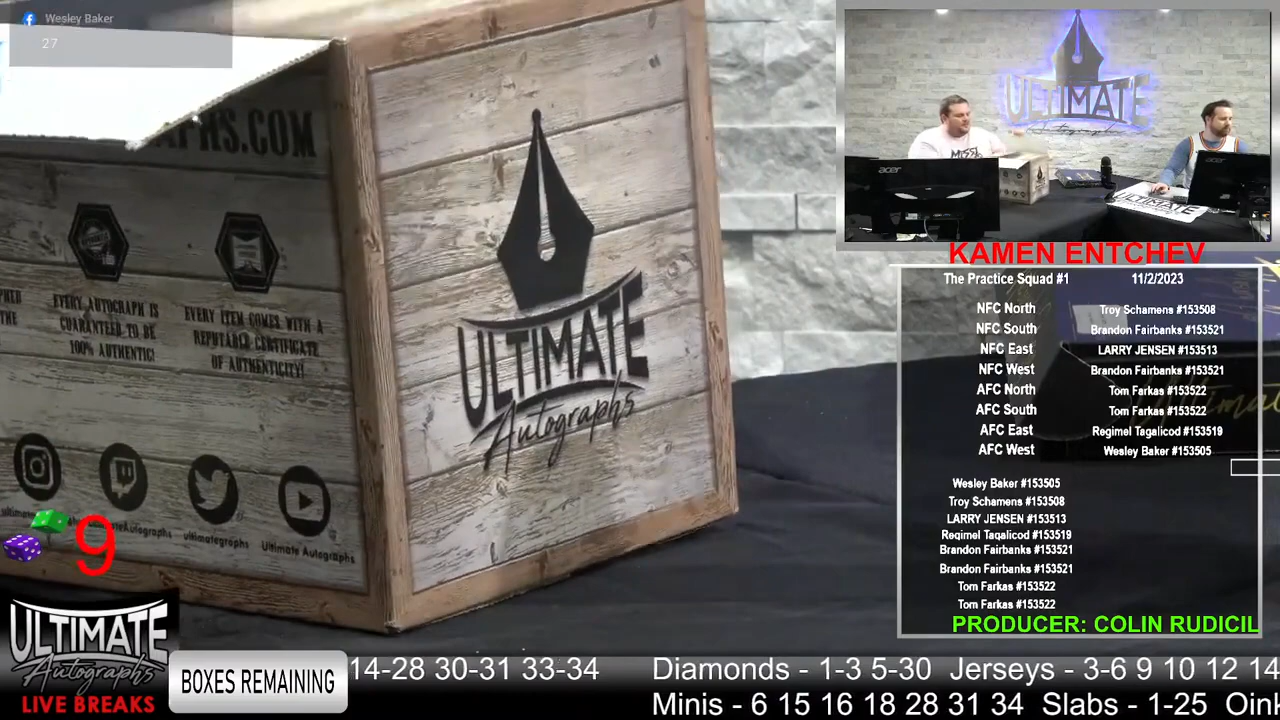 Wesley Baker
27
APHS.COM
EVERY AUTOGRAPH IS
GUARANTEED TO BE
100% AUTHENTIC!
EVERY ITEM COMES WITH A
REPUTABLE CERTIFICATE
OF AUTHENTICITY!
ultimategraphs
Ultimate Autographs
ULTIMATE
Autographs
9
ULTIMATE
Autographs
LIVE BREAKS
BOXES REMAINING
14-28 30-31 33-34 Diamonds - 1-3 5-30 Jerseys - 3-6 9 10 12 14
Minis - 6 15 16 18 28 31 34 Slabs - 1-25 Oin
ULTIMATE
acer
acer
ULTIMATE
KAMEN ENTCHEV
The Practice Squad #1 11/2/2023
NFC North Troy Schamens #153508
NFC South Brandon Fairbanks #153521
NFC East LARRY JENSEN #153513
NFC West Brandon Fairbanks #153521
AFC North Tom Farkas #153522
AFC South Tom Farkas #153522
AFC East Regimel Tagalicod #153519
AFC West Wesley Baker #153505
Wesley Baker #153505
Troy Schamens #153508
LARRY JENSEN #153513
Regimel Tagalicod #153519
Brandon Fairbanks #153521
Brandon Fairbanks #153521
Tom Farkas #153522
Tom Farkas #153522
PRODUCER: COLIN RUDICIL